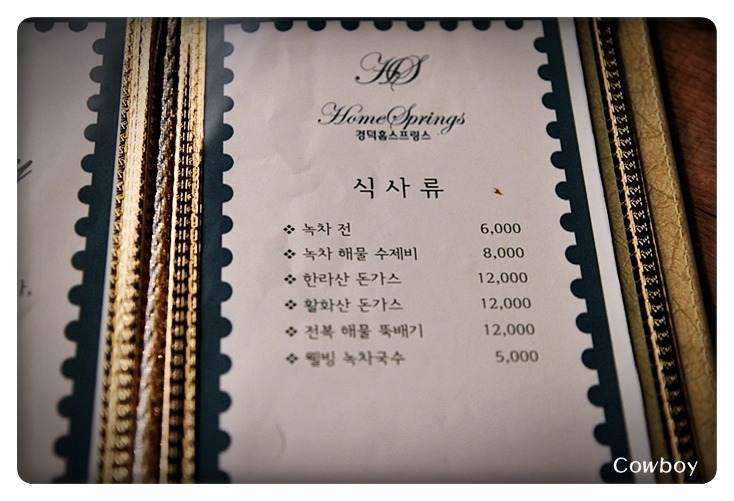 HS
HomeSprings
경덕홈스프링스
식사류
❖ 녹차 전 6,000
❖ 녹차 해물 수제비 8,000
❖ 한라산 돈가스 12,000
❖ 활화산 돈가스 12,000
❖ 전복 해물 뚝배기 12,000
❖ 웰빙 녹차국수 5,000
Cowboy